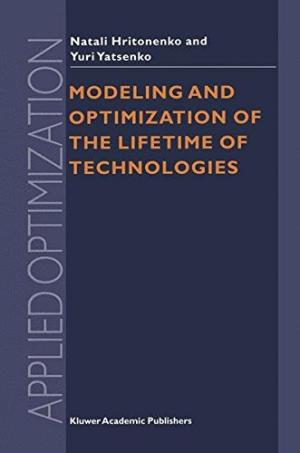 Natali Hritonenko and
Yuri Yatsenko
MODELING AND
OPTIMIZATION OF
THE LIFETIME OF
TECHNOLOGIES
APPLIED OPTIMIZATION
Kluwer Academic Publishers